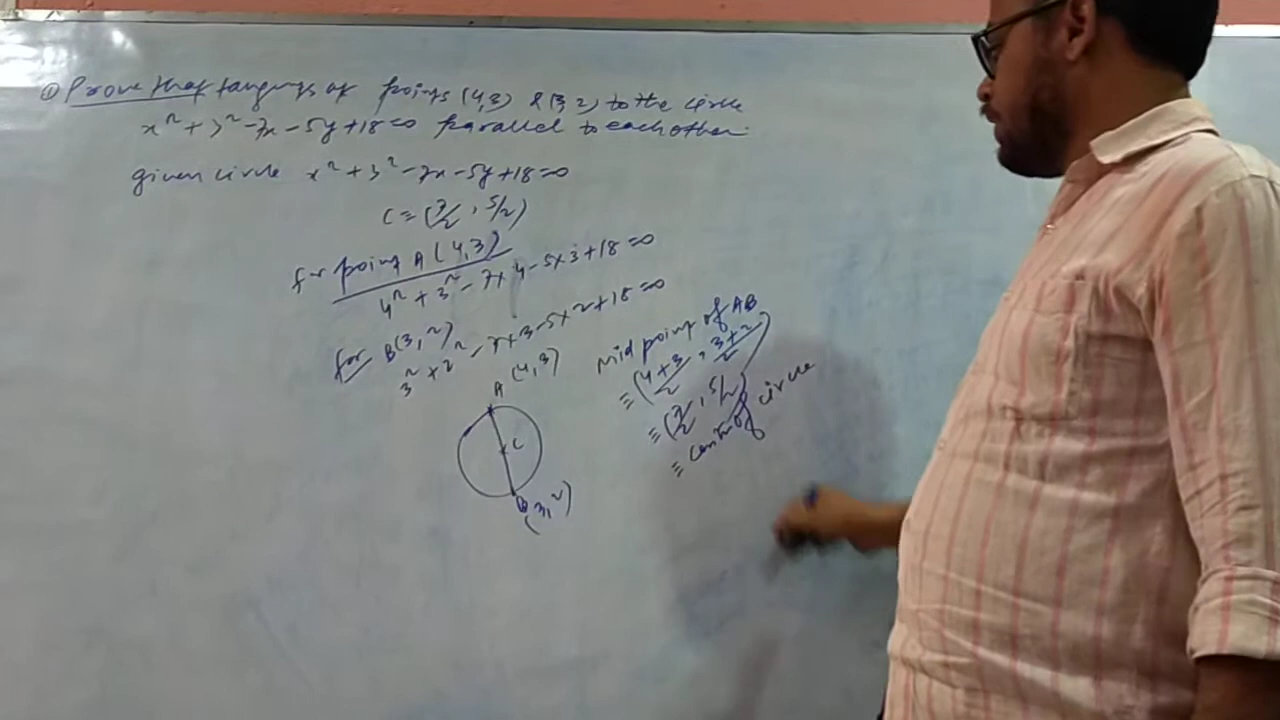 ① Prove that tangents at points (4,3) & (3,2) to the circle
x² + y² - 7x - 5y + 18 = 0 parallel to each other.
given circle x² + y² - 7x - 5y + 18 = 0
C ≡ (7/2, 5/2)
for point A (4,3)
4² + 3² - 7×4 - 5×3 + 18 = 0
for B(3,2)
3² + 2² - 7×3 - 5×2 + 18 = 0
A (4,3)
C
B (3,2)
Mid point of AB
≡ (4+3/2, 3+2/2)
≡ (7/2, 5/2)
≡ of circle